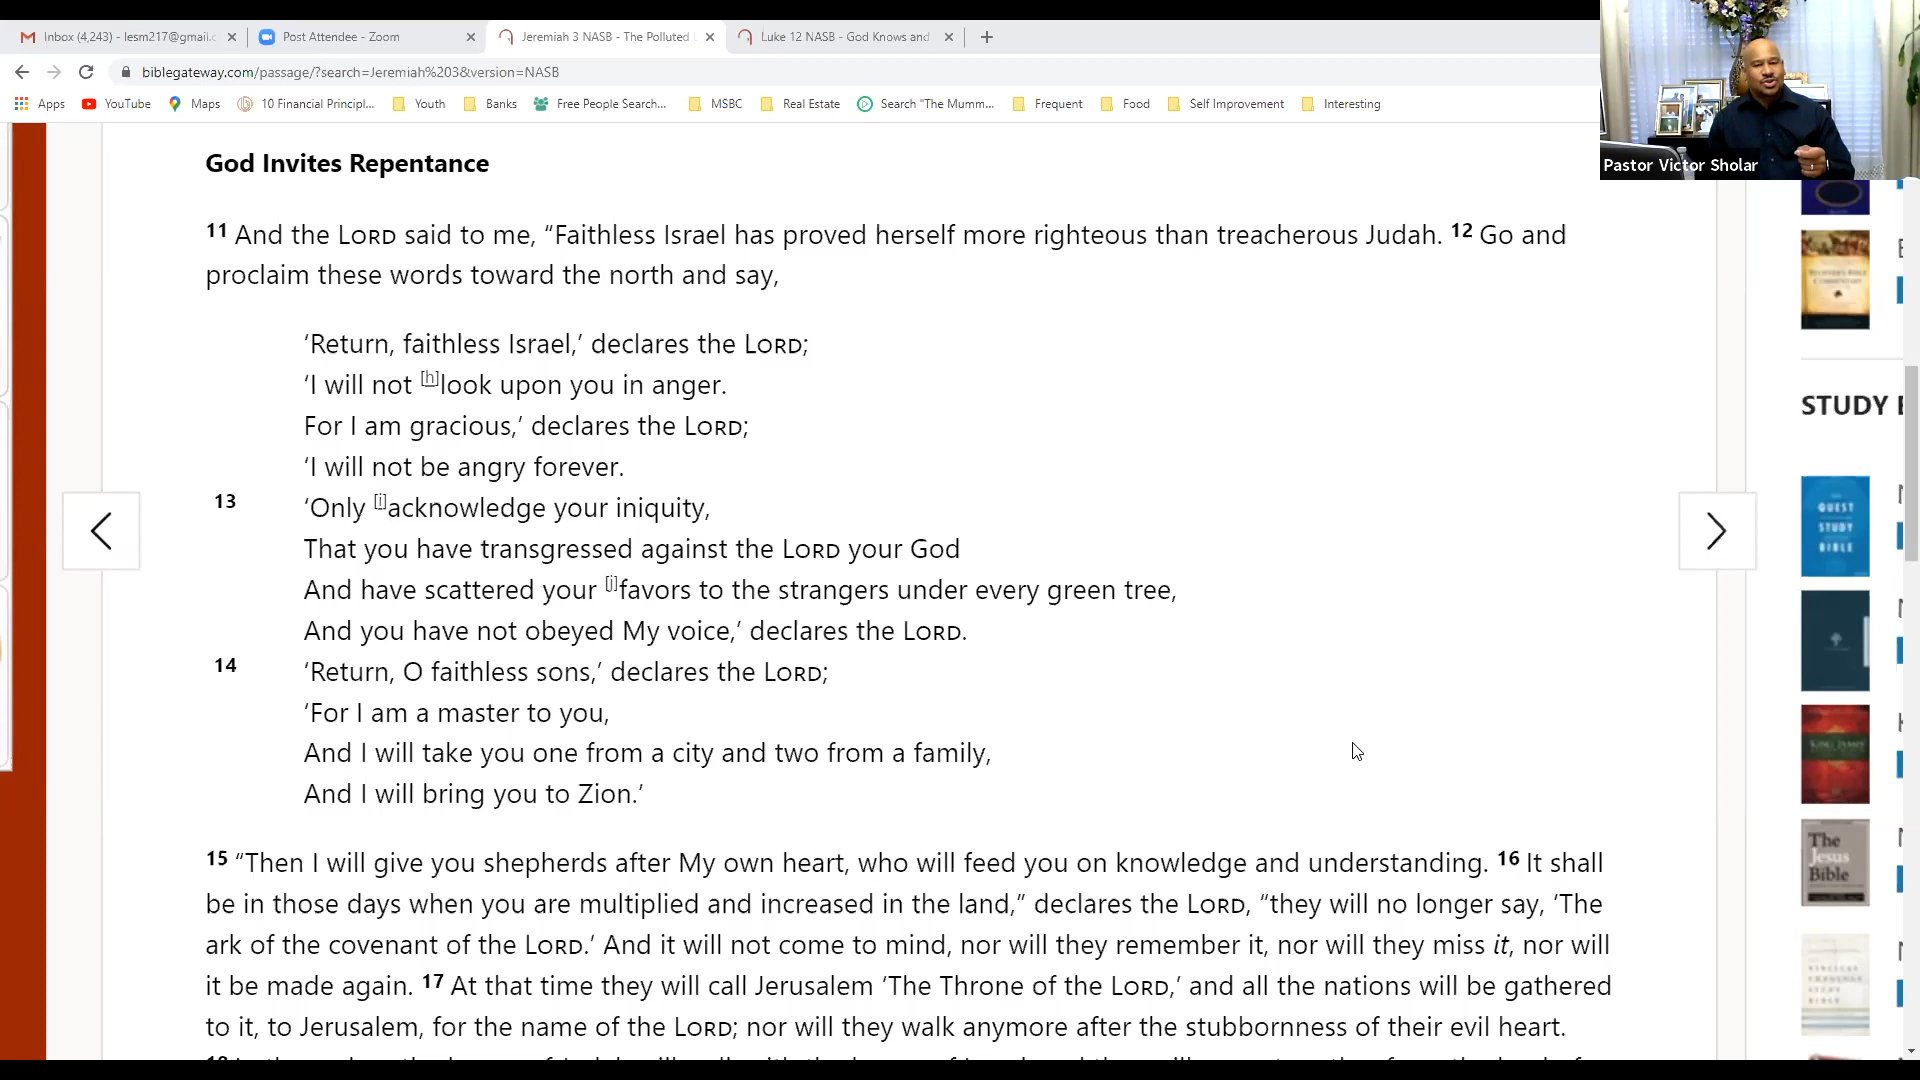 Inbox (4,243) - lesm217@gmail.c
Post Attendee - Zoom
Jeremiah 3 NASB - The Polluted
Luke 12 NASB - God Knows and
biblegateway.com/passage/?search=Jeremiah%203&version=NASB
Apps
YouTube
Maps
10 Financial Principl...
Youth
Banks
Free People Search...
MSBC
Real Estate
Search "The Mumm...
Frequent
Food
Self Improvement
Interesting
Pastor Victor Sholar
God Invites Repentance
11 And the LORD said to me, “Faithless Israel has proved herself more righteous than treacherous Judah. 12 Go and
proclaim these words toward the north and say,
‘Return, faithless Israel,’ declares the LORD;
‘I will not [h]look upon you in anger.
For I am gracious,’ declares the LORD;
‘I will not be angry forever.
13 ‘Only [i]acknowledge your iniquity,
That you have transgressed against the LORD your God
And have scattered your [j]favors to the strangers under every green tree,
And you have not obeyed My voice,’ declares the LORD.
14 ‘Return, O faithless sons,’ declares the LORD;
‘For I am a master to you,
And I will take you one from a city and two from a family,
And I will bring you to Zion.’
15 “Then I will give you shepherds after My own heart, who will feed you on knowledge and understanding. 16 It shall
be in those days when you are multiplied and increased in the land,” declares the LORD, “they will no longer say, ‘The
ark of the covenant of the LORD.’ And it will not come to mind, nor will they remember it, nor will they miss it, nor will
it be made again. 17 At that time they will call Jerusalem ‘The Throne of the LORD,’ and all the nations will be gathered
to it, to Jerusalem, for the name of the LORD; nor will they walk anymore after the stubbornness of their evil heart.
STUDY
QUEST
STUDY
BIBLE
KING JAMES
The
Jesus
Bible